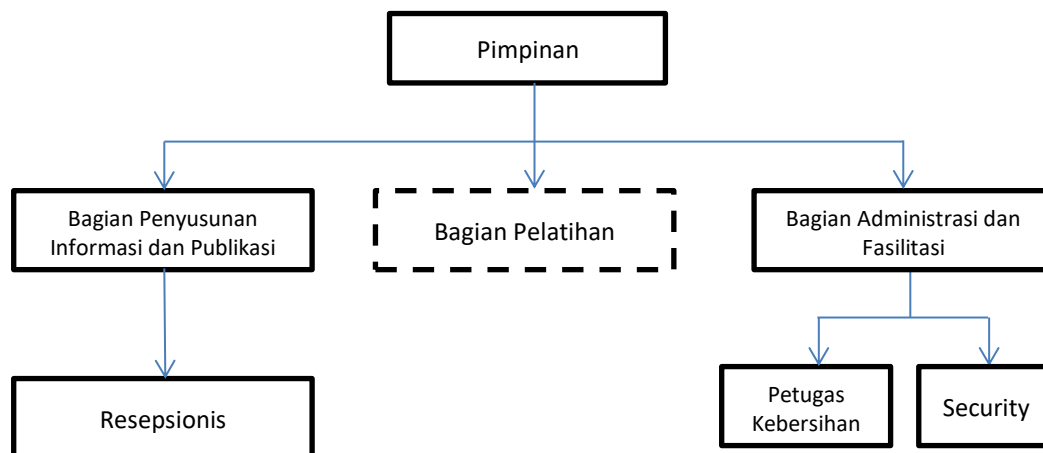 Pimpinan
Bagian Penyusunan
Informasi dan Publikasi
Bagian Pelatihan
Bagian Administrasi dan
Fasilitasi
Resepsionis
Petugas
Kebersihan
Security